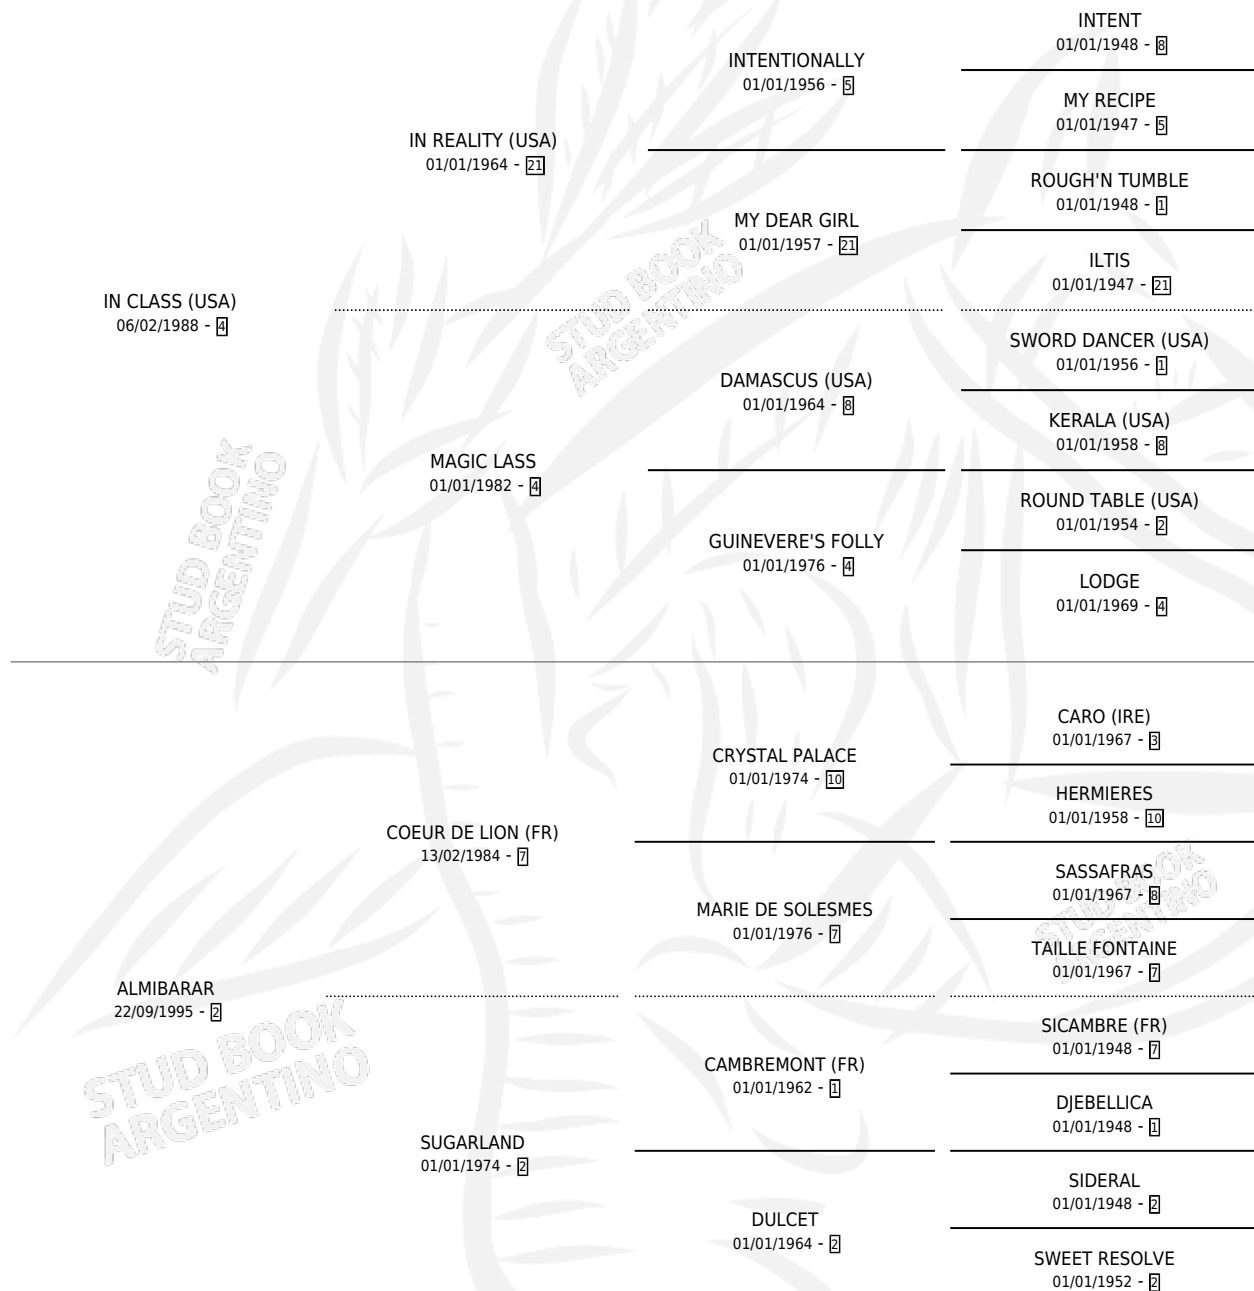 INTENT
01/01/1948 - 8
INTENTIONALLY
01/01/1956 - 5
MY RECIPE
01/01/1947 - 5
IN REALITY (USA)
01/01/1964 - 21
ROUGH'N TUMBLE
01/01/1948 - 1
MY DEAR GIRL
01/01/1957 - 21
ILTIS
01/01/1947 - 21
IN CLASS (USA)
06/02/1988 - 4
STUD BOOK
ARGENTINO
SWORD DANCER (USA)
01/01/1956 - 1
DAMASCUS (USA)
01/01/1964 - 8
KERALA (USA)
01/01/1958 - 8
MAGIC LASS
01/01/1982 - 4
ROUND TABLE (USA)
01/01/1954 - 2
GUINEVERE'S FOLLY
01/01/1976 - 4
LODGE
01/01/1969 - 4
STUD BOOK
ARGENTINO
CARO (IRE)
01/01/1967 - 3
CRYSTAL PALACE
01/01/1974 - 10
HERMIERES
01/01/1958 - 10
COEUR DE LION (FR)
13/02/1984 - 7
SASSAFRAS
01/01/1967 - 8
STUD BOOK
ARGENTINO
MARIE DE SOLESMES
01/01/1976 - 7
TAILLE FONTAINE
01/01/1967 - 7
ALMIBARAR
22/09/1995 - 2
STUD BOOK
ARGENTINO
SICAMBRE (FR)
01/01/1948 - 7
CAMBREMONT (FR)
01/01/1962 - 1
DJEBELLICA
01/01/1948 - 1
SUGARLAND
01/01/1974 - 2
SIDERAL
01/01/1948 - 2
DULCET
01/01/1964 - 2
SWEET RESOLVE
01/01/1952 - 2